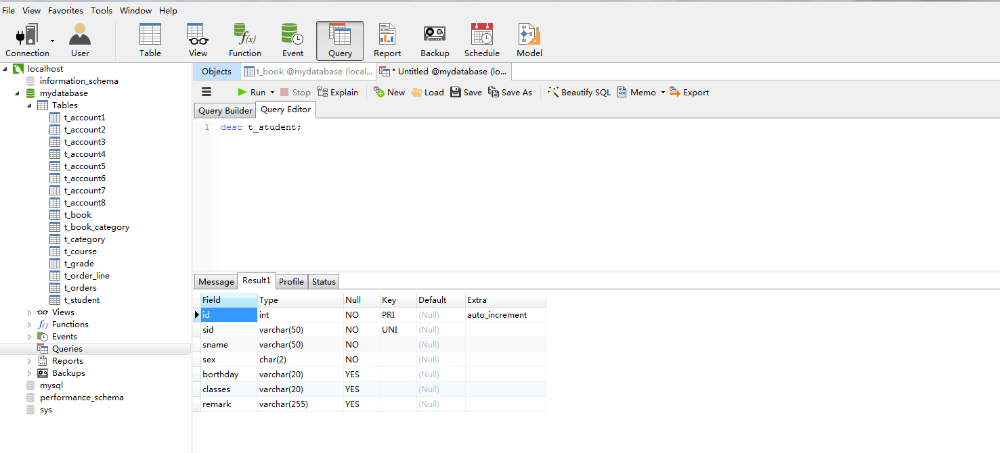 File View Favorites Tools Window Help
Connection User Table View Function Event Query Report Backup Schedule Model
f(x)
localhost
information_schema
mydatabase
Tables
t_account1
t_account2
t_account3
t_account4
t_account5
t_account6
t_account7
t_account8
t_book
t_book_category
t_category
t_course
t_grade
t_order_line
t_orders
t_student
Views
f() Functions
Events
Queries
Reports
Backups
mysql
performance_schema
sys
Objects t_book @mydatabase (local... * Untitled @mydatabase (lo...
Run Stop Explain New Load Save Save As Beautify SQL Memo Export
Query Builder Query Editor
1 desc t_student;
Message Result1 Profile Status
Field Type Null Key Default Extra
id int NO PRI (Null) auto_increment
sid varchar(50) NO UNI (Null)
sname varchar(50) NO (Null)
sex char(2) NO (Null)
borthday varchar(20) YES (Null)
classes varchar(20) YES (Null)
remark varchar(255) YES (Null)